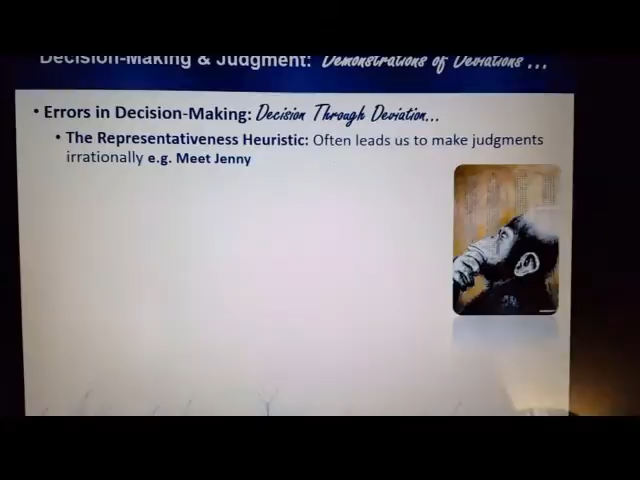 Decision-Making & Judgment: Demonstrations of Deviations ...
• Errors in Decision-Making: Decision Through Deviation...
• The Representativeness Heuristic: Often leads us to make judgments
irrationally e.g. Meet Jenny